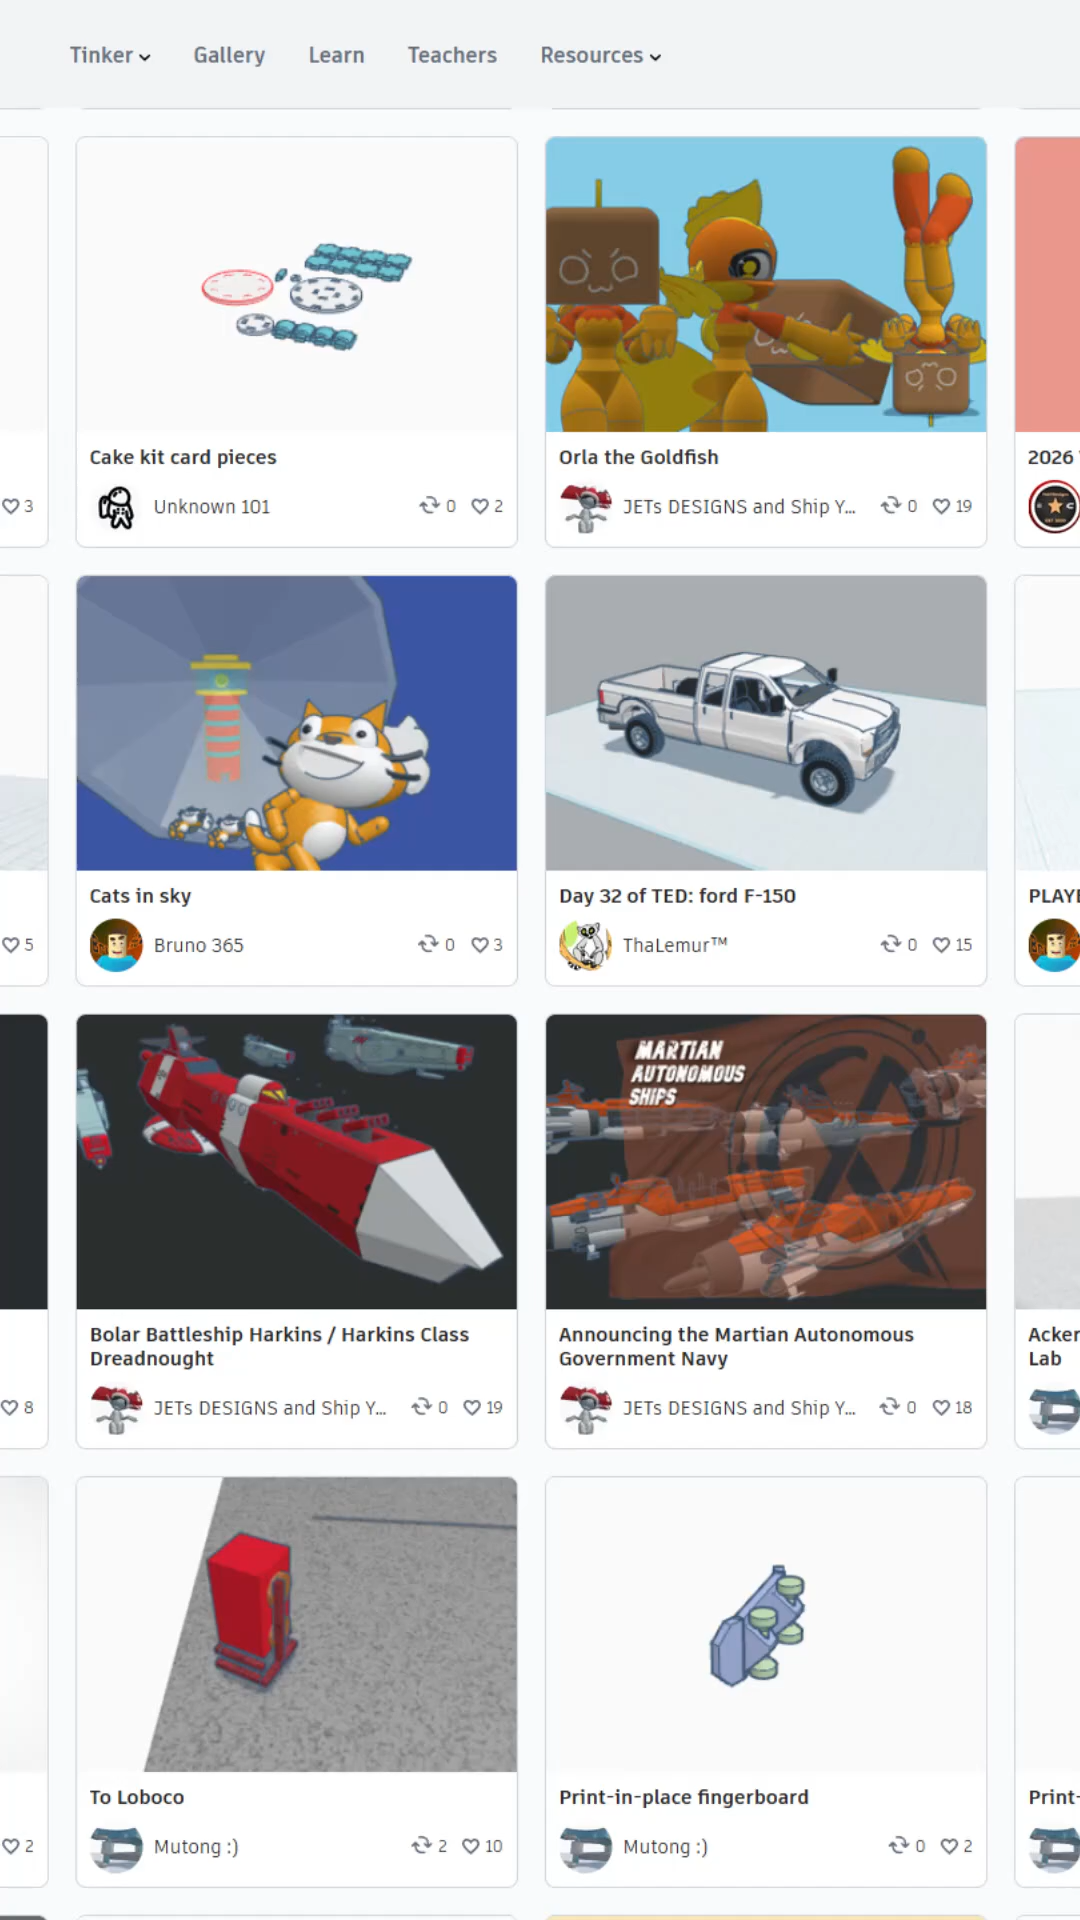 Tinker Gallery Learn Teachers Resources
Cake kit card pieces
Orla the Goldfish
2026
3
Unknown 101 0 2
JETs DESIGNS and Ship Y... 0 19
Cats in sky
Day 32 of TED: ford F-150
PLAYE
5
Bruno 365 0 3
ThaLemur™ 0 15
MARTIAN
AUTONOMOUS
SHIPS
Bolar Battleship Harkins / Harkins Class
Dreadnought
Announcing the Martian Autonomous
Government Navy
Acker
Lab
8
JETs DESIGNS and Ship Y... 0 19
JETs DESIGNS and Ship Y... 0 18
To Loboco
Print-in-place fingerboard
Print-
2
Mutong :) 2 10
Mutong :) 0 2